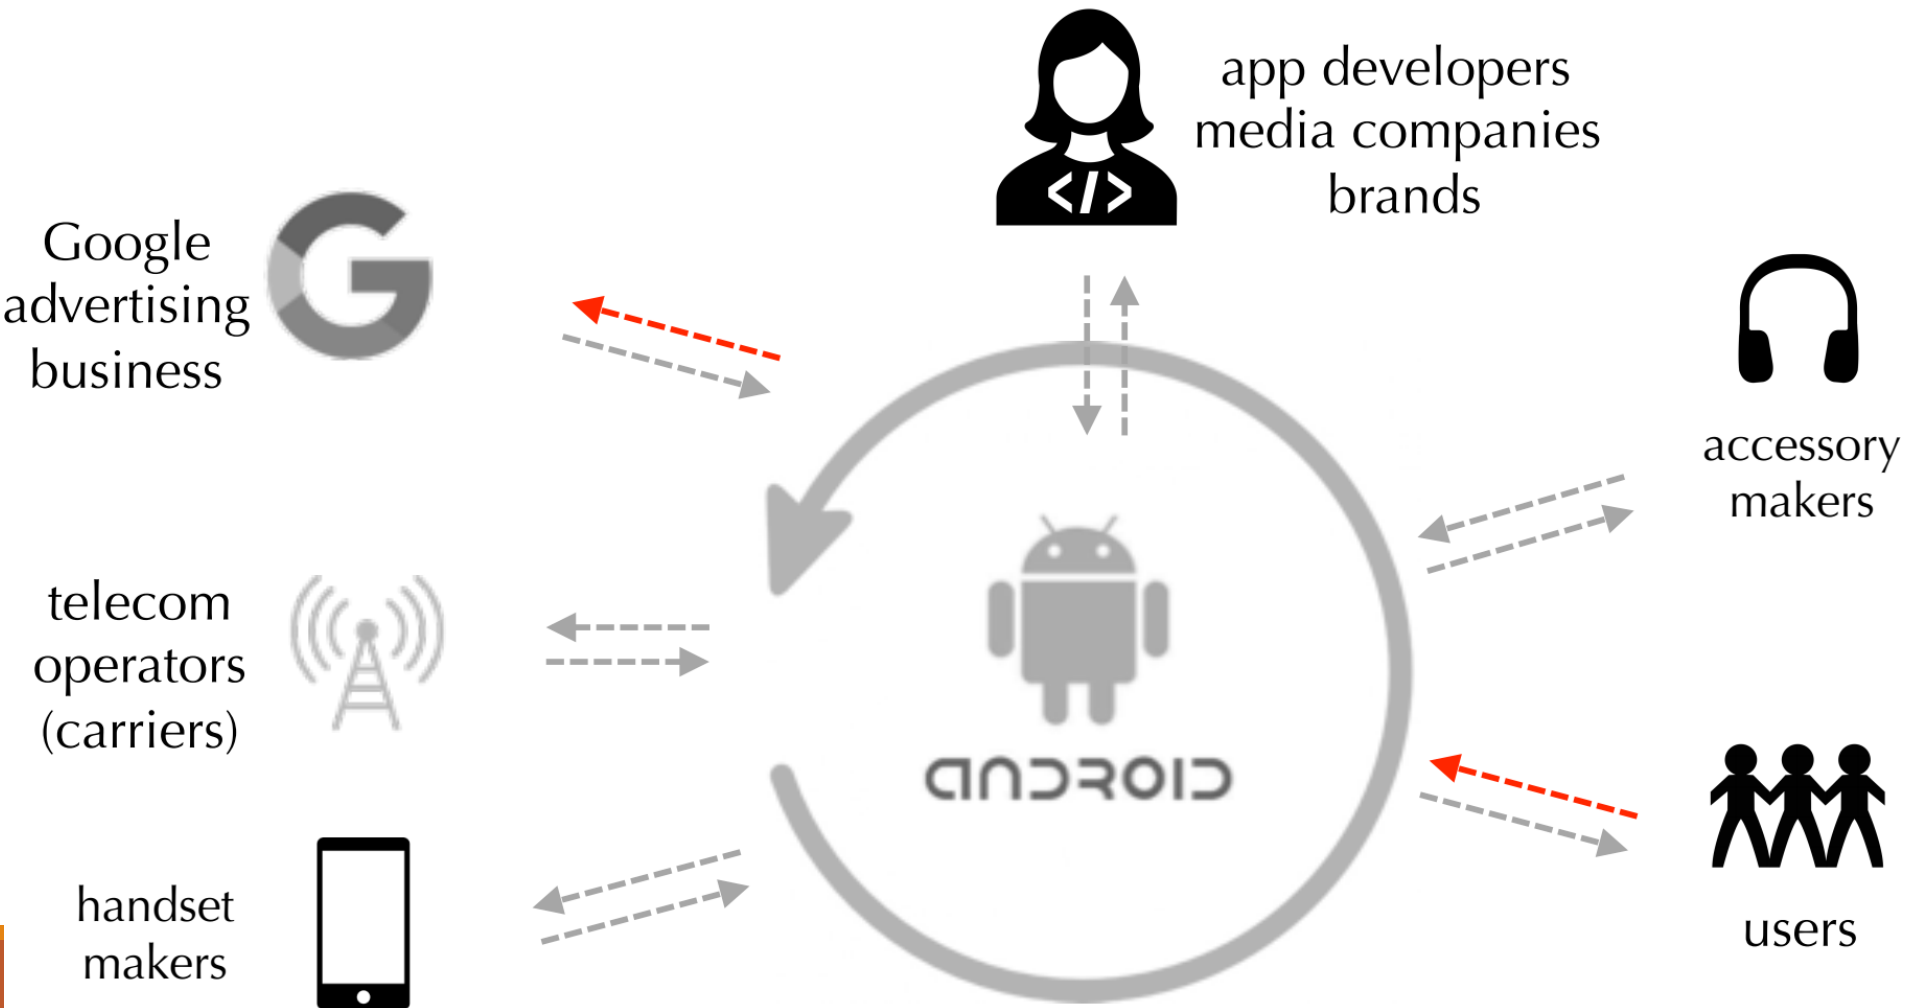 app developers
media companies
brands
</>
Google
advertising
business
G
accessory
makers
telecom
operators
(carriers)
ANDROID
handset
makers
users